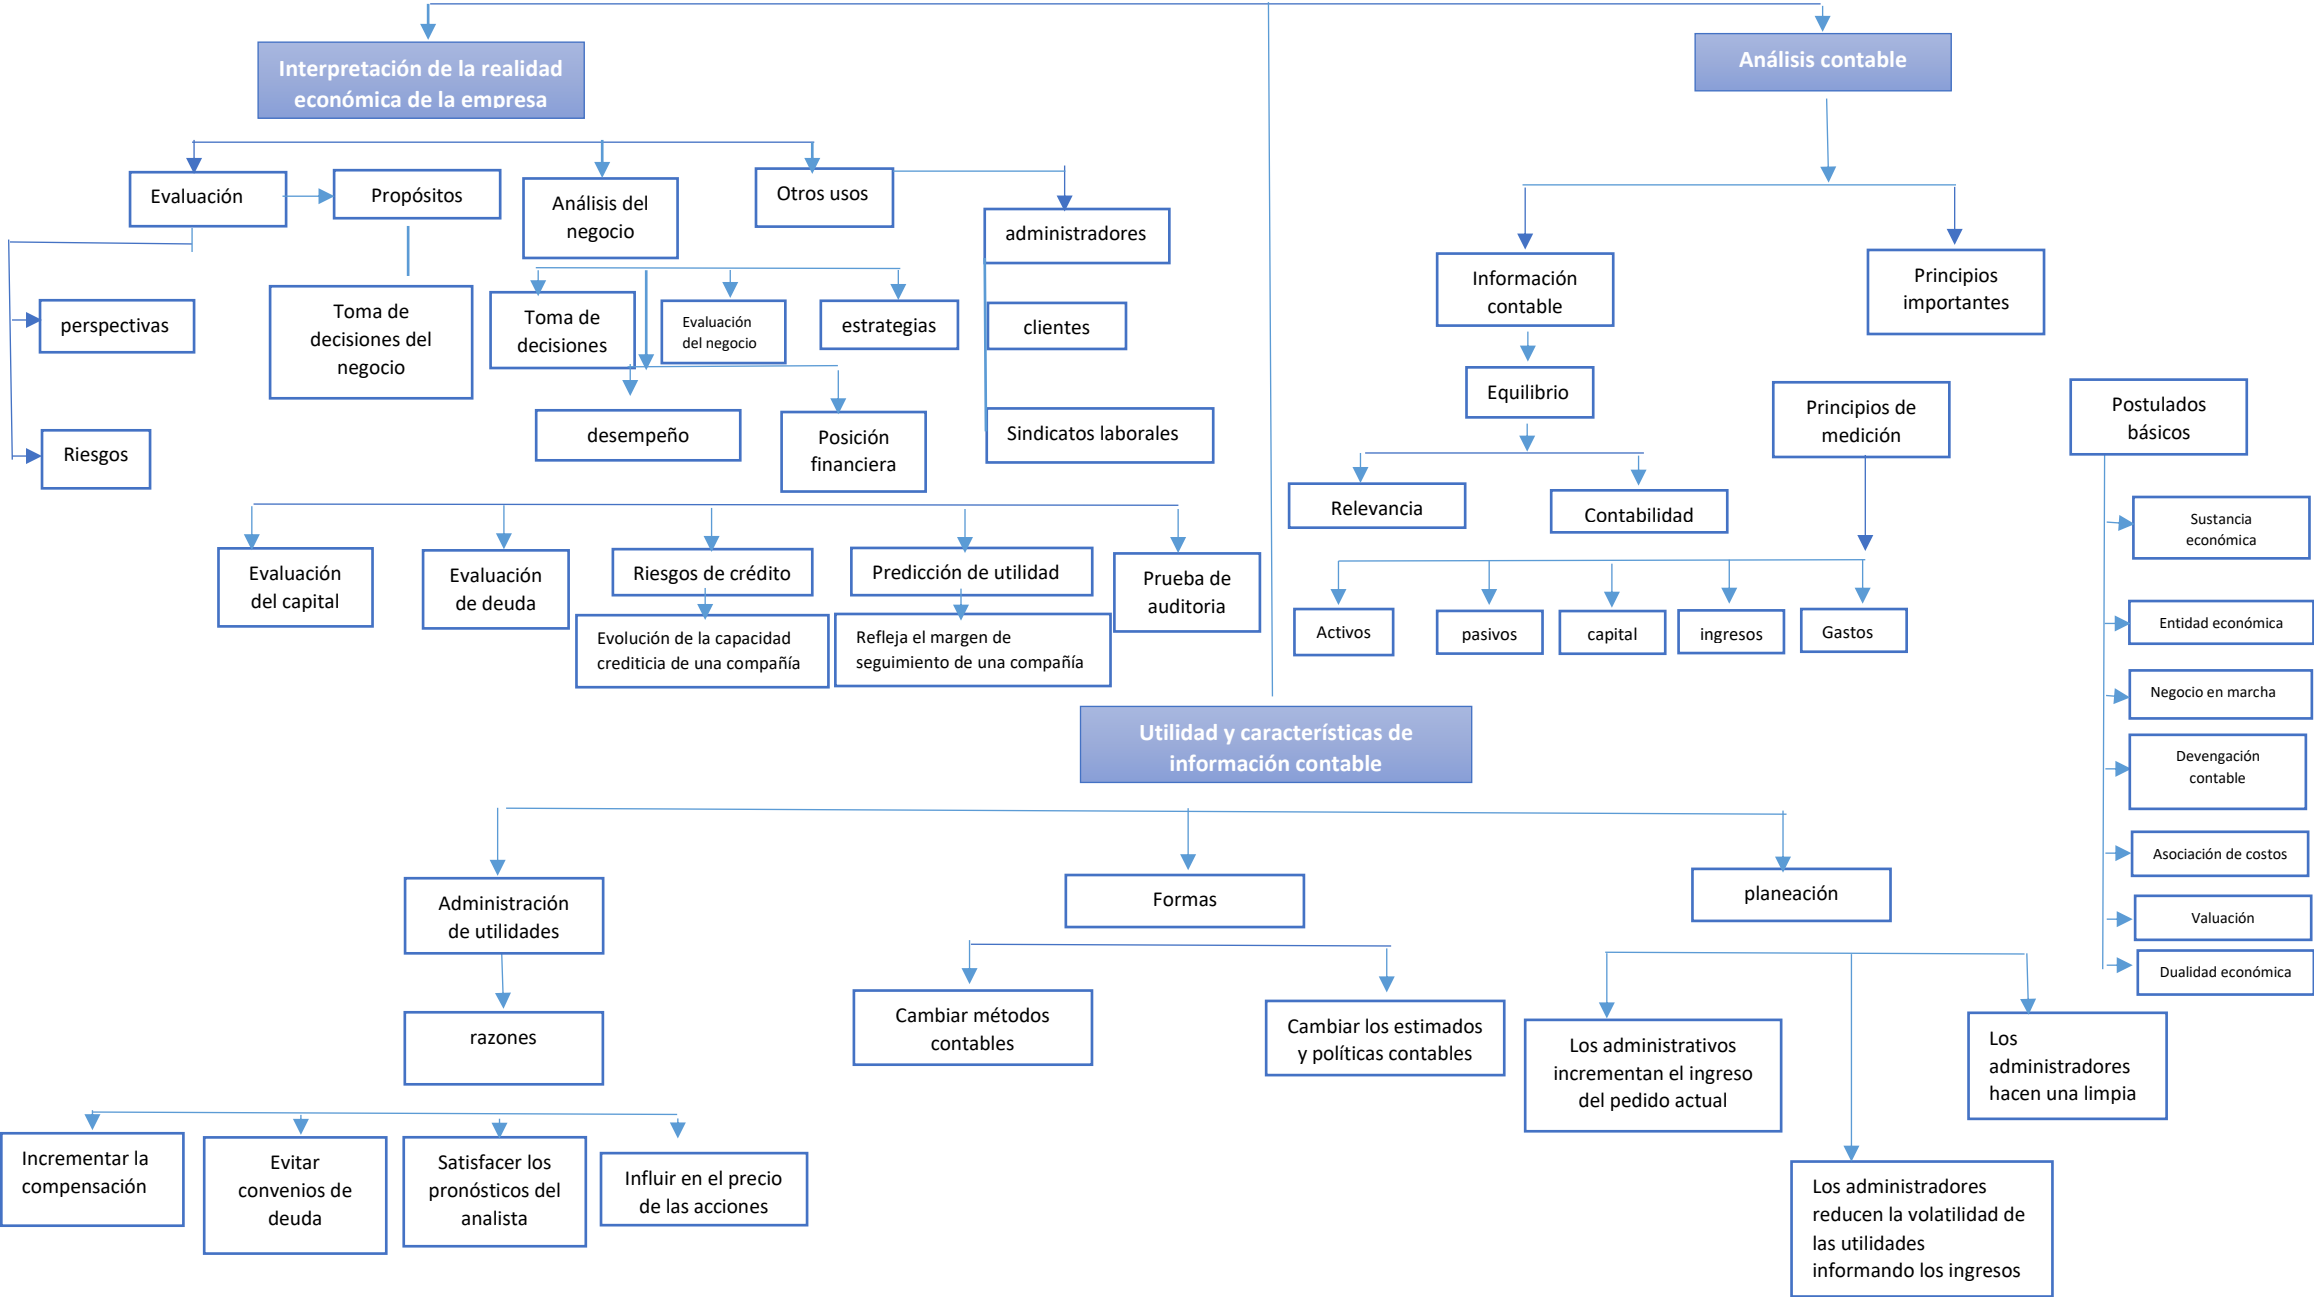 Interpretación de la realidad
económica de la empresa
Análisis contable
Evaluación
Propósitos
Análisis del
negocio
Otros usos
administradores
Información
contable
Principios
importantes
perspectivas
Toma de
decisiones del
negocio
Toma de
decisiones
Evaluación
del negocio
estrategias
clientes
Equilibrio
Principios de
medición
Postulados
básicos
Riesgos
desempeño
Posición
financiera
Sindicatos laborales
Relevancia
Contabilidad
Sustancia
económica
Evaluación
del capital
Evaluación
de deuda
Riesgos de crédito
Predicción de utilidad
Prueba de
auditoria
Evolución de la capacidad
crediticia de una compañía
Refleja el margen de
seguimiento de una compañía
Activos
pasivos
capital
ingresos
Gastos
Entidad económica
Negocio en marcha
Utilidad y características de
información contable
Devengación
contable
Asociación de costos
Valuación
Dualidad económica
Administración
de utilidades
Formas
planeación
razones
Cambiar métodos
contables
Cambiar los estimados
y políticas contables
Los administrativos
incrementan el ingreso
del pedido actual
Los
administradores
hacen una limpia
Incrementar la
compensación
Evitar
convenios de
deuda
Satisfacer los
pronósticos del
analista
Influir en el precio
de las acciones
Los administradores
reducen la volatilidad de
las utilidades
informando los ingresos